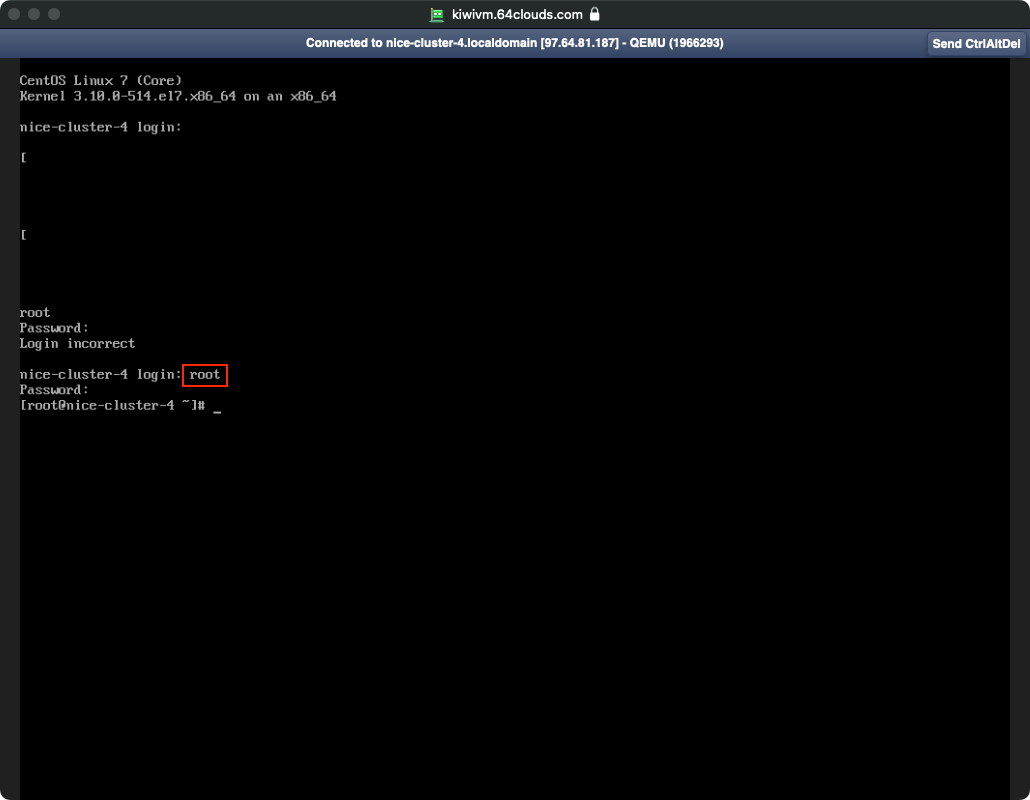 kiwivm.64clouds.com
Connected to nice-cluster-4.localdomain [97.64.81.187] - QEMU (1966293)
Send CtrlAltDel
CentOS Linux 7 (Core)
Kernel 3.10.0-514.el7.x86_64 on an x86_64
nice-cluster-4 login:
[
[
root
Password:
Login incorrect
nice-cluster-4 login: root
Password:
[root@nice-cluster-4 ~]# _